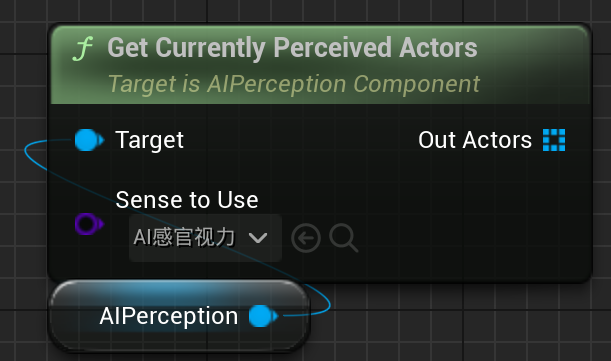 f Get Currently Perceived Actors
Target is AIPerception Component
Target
Out Actors
Sense to Use
AI感官视力
AIPerception